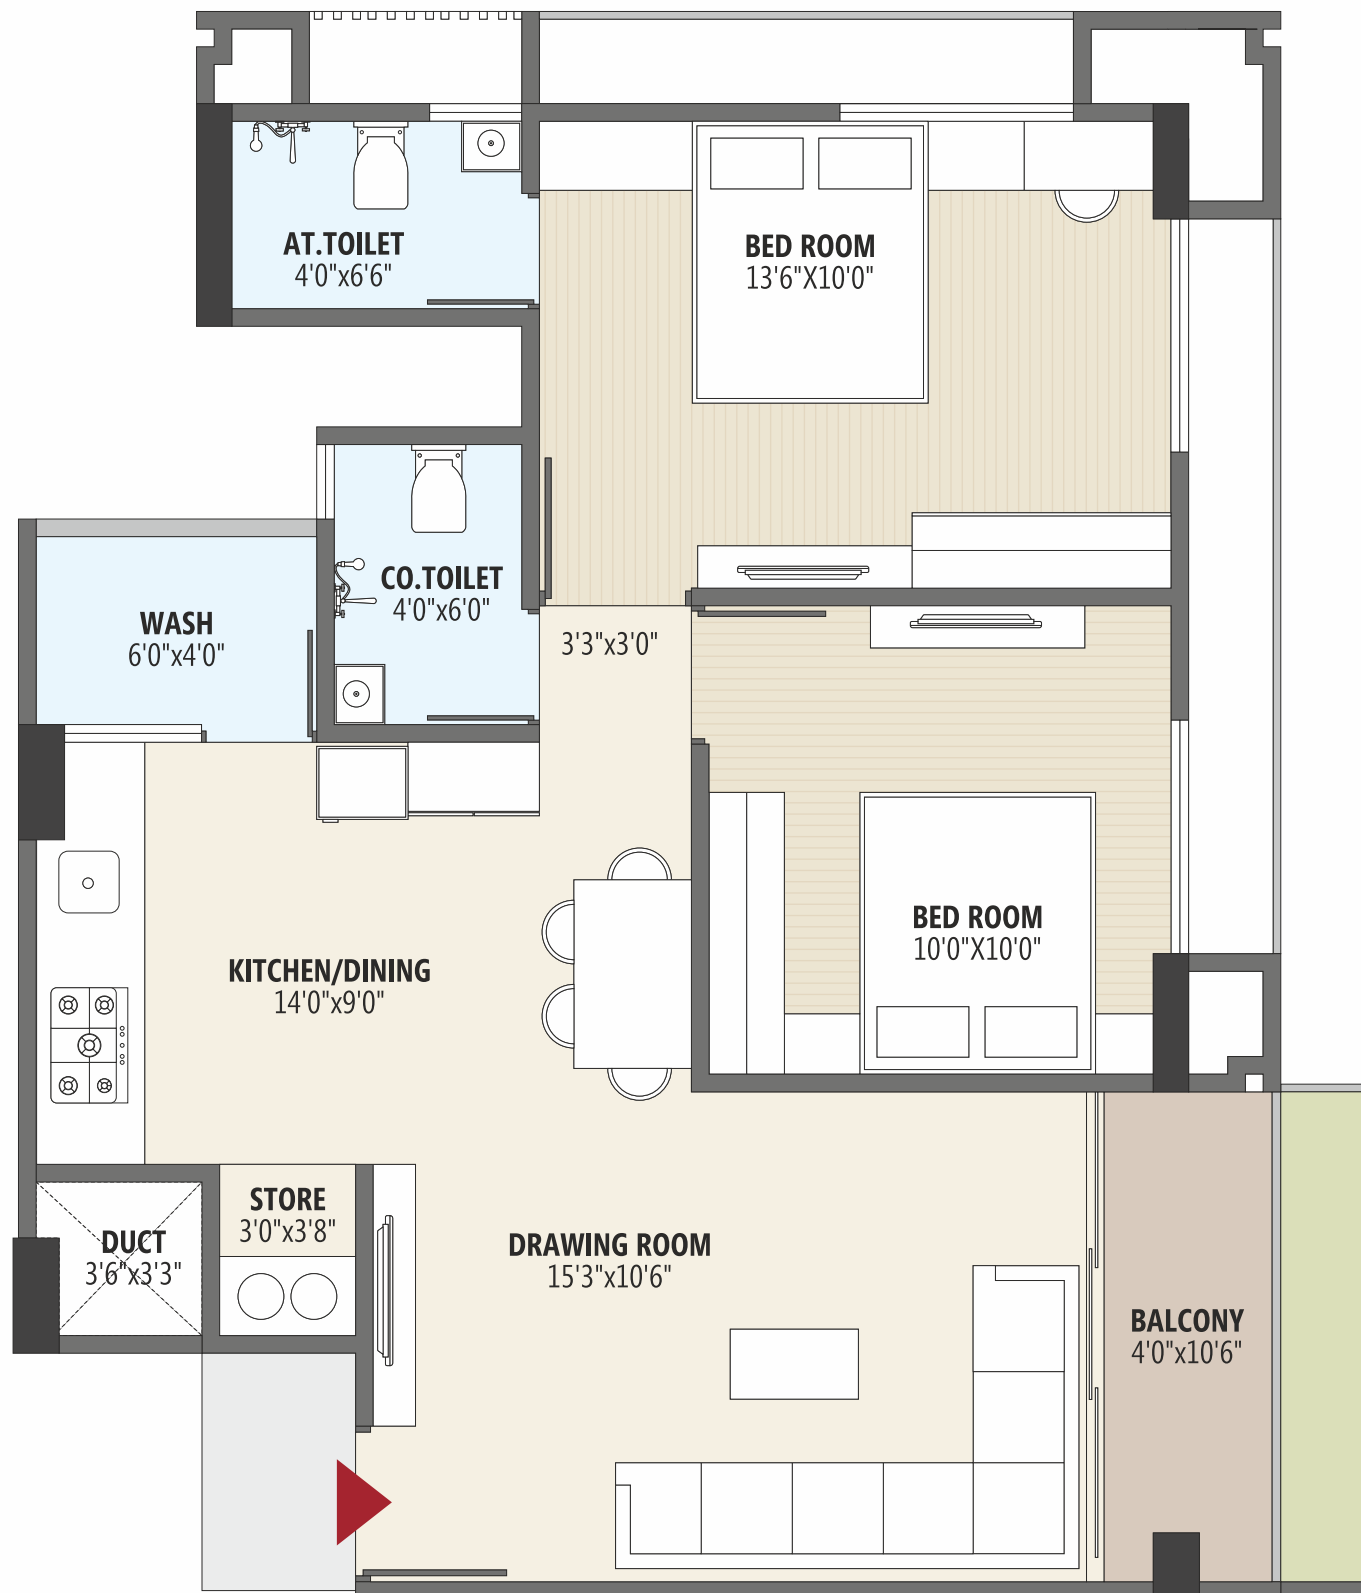 AT.TOILET
4'0"x6'6"
BED ROOM
13'6"X10'0"
CO.TOILET
4'0"x6'0"
WASH
6'0"x4'0"
3'3"x3'0"
BED ROOM
10'0"X10'0"
KITCHEN/DINING
14'0"x9'0"
STORE
3'0"x3'8"
DUCT
3'6"x3'3"
DRAWING ROOM
15'3"x10'6"
BALCONY
4'0"x10'6"